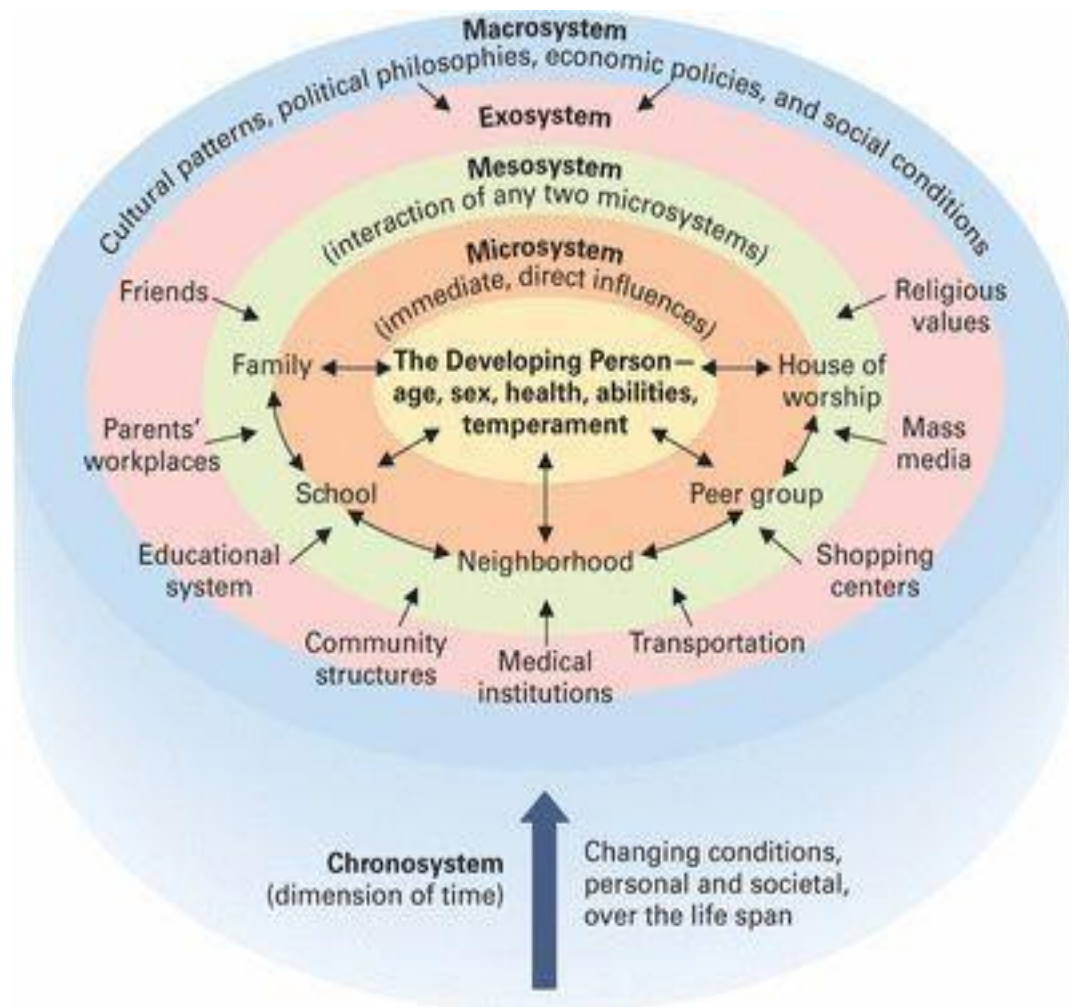 Macrosystem
Cultural patterns, political philosophies, economic policies, and social conditions
Exosystem
Mesosystem
(interaction of any two microsystems)
Microsystem
(immediate, direct influences)
Friends
Religious
values
Family
The Developing Person—
age, sex, health, abilities,
temperament
House of
worship
Parents'
workplaces
Mass
media
School
Peer group
Educational
system
Neighborhood
Shopping
centers
Community
structures
Medical
institutions
Transportation
Chronosystem
(dimension of time)
Changing conditions,
personal and societal,
over the life span